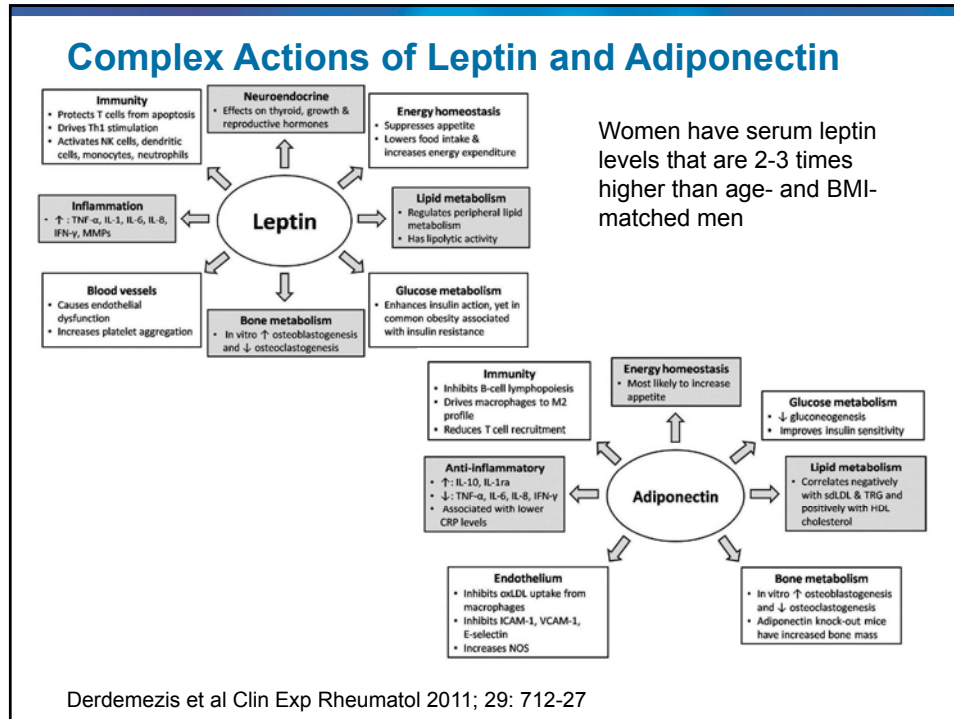 Complex Actions of Leptin and Adiponectin
Immunity
• Protects T cells from apoptosis
• Drives Th1 stimulation
• Activates NK cells, dendritic
cells, monocytes, neutrophils
Neuroendocrine
• Effects on thyroid, growth &
reproductive hormones
Energy homeostasis
• Suppresses appetite
• Lowers food intake &
increases energy expenditure
Women have serum leptin
levels that are 2-3 times
higher than age- and BMI-
matched men
Inflammation
• ↑ : TNF-α, IL-1, IL-6, IL-8,
IFN-γ, MMPs
Leptin
Lipid metabolism
• Regulates peripheral lipid
metabolism
• Has lipolytic activity
Blood vessels
• Causes endothelial
dysfunction
• Increases platelet aggregation
Bone metabolism
• In vitro ↑ osteoblastogenesis
and ↓ osteoclastogenesis
Glucose metabolism
• Enhances insulin action, yet in
common obesity associated
with insulin resistance
Immunity
• Inhibits B-cell lymphopoiesis
• Drives macrophages to M2
profile
• Reduces T cell recruitment
Energy homeostasis
• Most likely to increase
appetite
Glucose metabolism
• ↓ gluconeogenesis
• Improves insulin sensitivity
Anti-inflammatory
• ↑: IL-10, IL-1ra
• ↓: TNF-α, IL-6, IL-8, IFN-γ
• Associated with lower
CRP levels
Adiponectin
Lipid metabolism
• Correlates negatively
with sdLDL & TRG and
positively with HDL
cholesterol
Endothelium
• Inhibits oxLDL uptake from
macrophages
• Inhibits ICAM-1, VCAM-1,
E-selectin
• Increases NOS
Bone metabolism
• In vitro ↑ osteoblastogenesis
and ↓ osteoclastogenesis
• Adiponectin knock-out mice
have increased bone mass
Derdemezis et al Clin Exp Rheumatol 2011; 29: 712-27